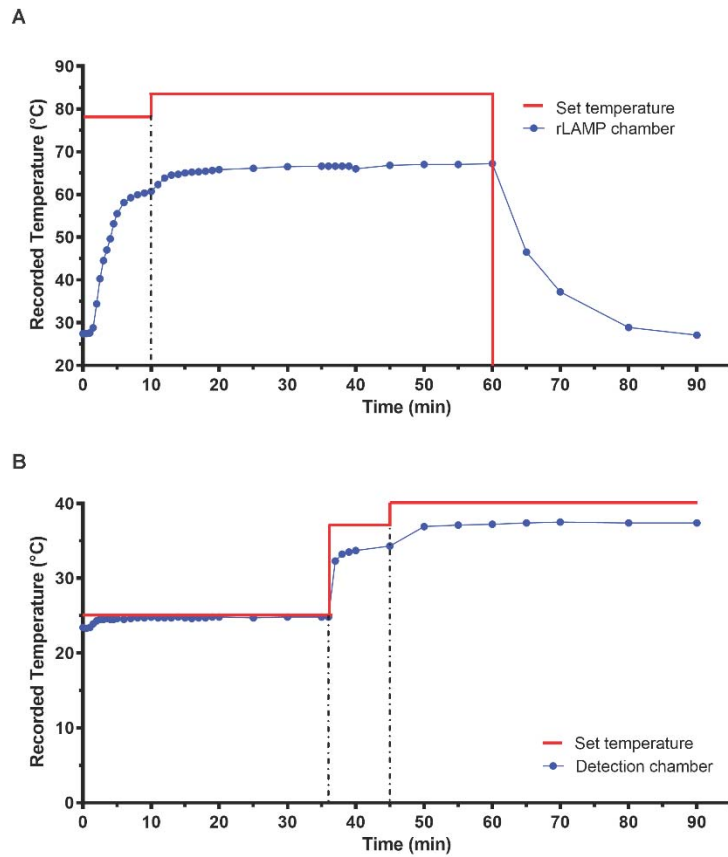 A
Recorded Temperature (°C)
90
80
70
60
50
40
30
20
Set temperature
rLAMP chamber
0 10 20 30 40 50 60 70 80 90
Time (min)
B
Recorded Temperature (°C)
40
30
20
10
0
Set temperature
Detection chamber
0 10 20 30 40 50 60 70 80 90
Time (min)